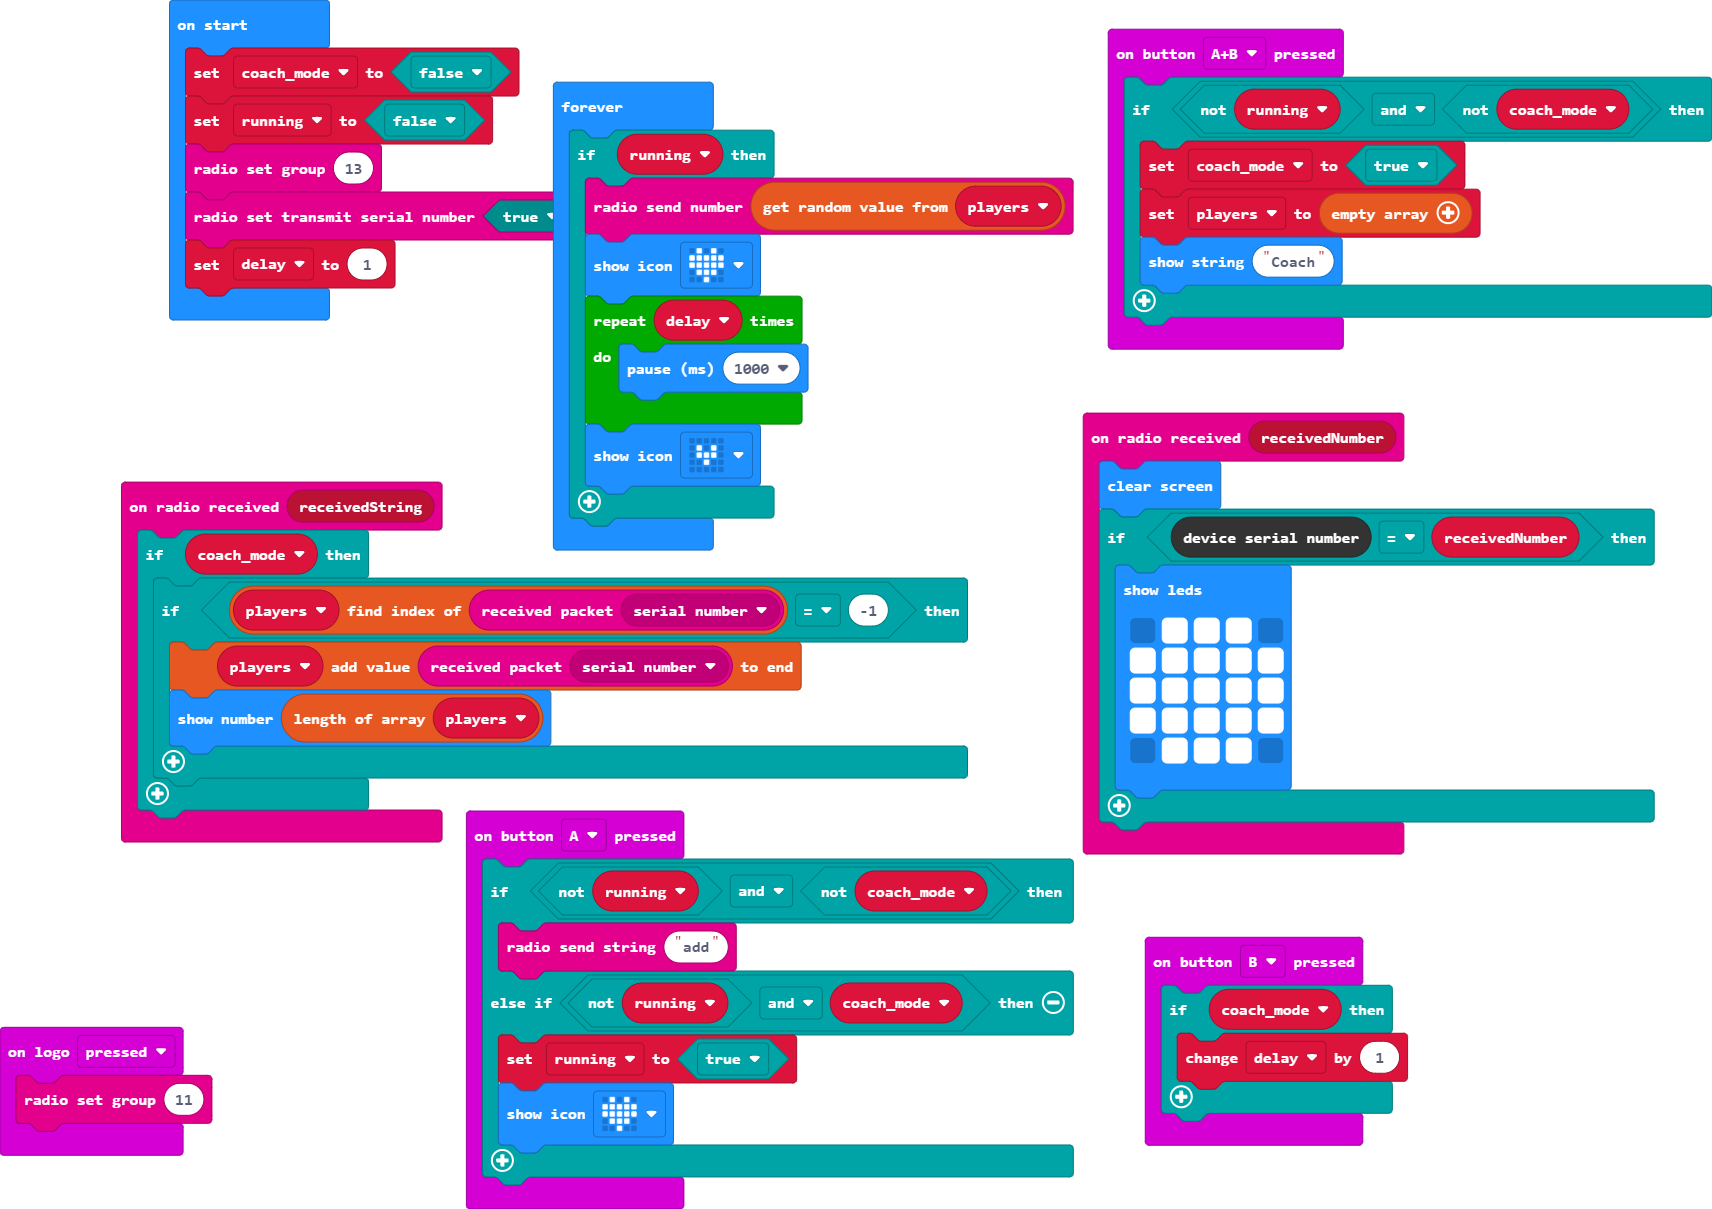 on start
set coach_mode to false
set running to false
radio set group 13
radio set transmit serial number true
set delay to 1
forever
if running then
radio send number get random value from players
show icon
repeat delay times
do pause (ms) 1000
show icon
on button A+B pressed
if not running and not coach_mode then
set coach_mode to true
set players to empty array
show string "Coach"
on radio received receivedNumber
clear screen
if device serial number = receivedNumber then
show leds
on radio received receivedString
if coach_mode then
if players find index of received packet serial number = -1 then
players add value received packet serial number to end
show number length of array players
on button A pressed
if not running and not coach_mode then
radio send string "add"
else if not running and coach_mode then
set running to true
show icon
on button B pressed
if coach_mode then
change delay by 1
on logo pressed
radio set group 11